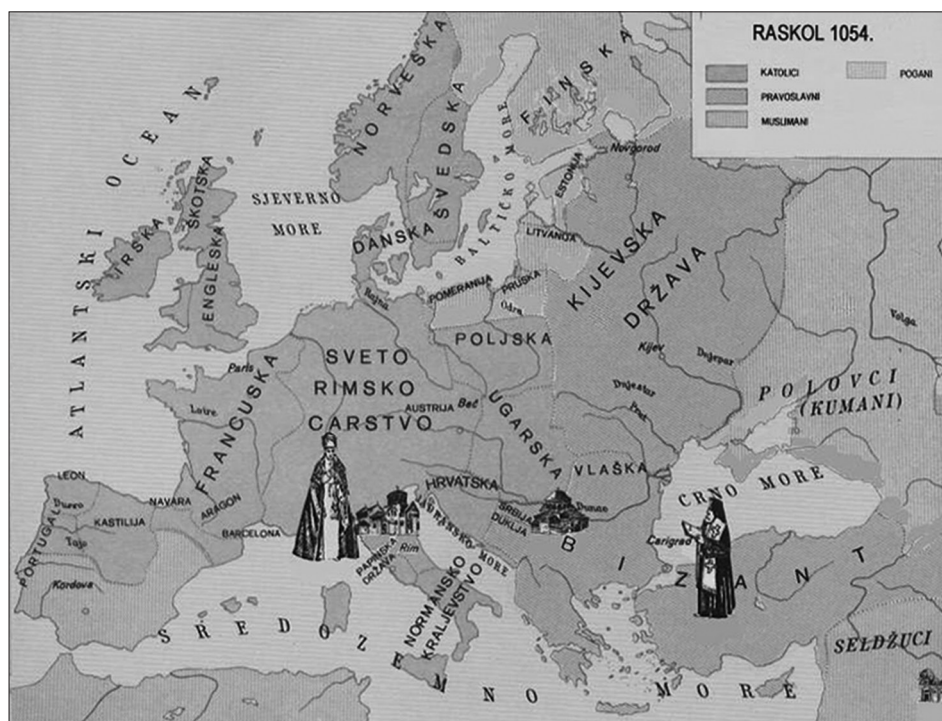 RASKOL 1054.
KATOLICI
PRAVOSLAVNI
MUSLIMANI
POGANI
ATLANTSKI OCEAN
NORVEŠKA
ŠVEDSKA
FINSKA
Novgorod
ESTONIJA
BALTIČKO MORE
ŠKOTSKA
SJEVERNO
MORE
IRSKA
ENGLESKA
DANSKA
LITVANIJA
KIJEVSKA
DRŽAVA
POMERANIJA
PRUSKA
Odra
Rajna
POLJSKA
Volga
Kijev
Dnjepar
SVETO
RIMSKO
CARSTVO
Paris
Loire
FRANCUSKA
AUSTRIJA
Beč
UGARSKA
Dnjestar
Prut
POLOVCI
(KUMANI)
VLAŠKA
HRVATSKA
LEON
Duero
NAVARA
ARAGON
KASTILIJA
BARCELONA
PORTUGAL
Tajo
Kordova
SRBIJA
DUKLJA
Dunav
CRNO MORE
JADRANSKO MORE
Carigrad
BIZANT
PAPINSKA
DRŽAVA
Rim
NORMANSKO
KRALJEVSTVO
SELDŽUCI
SREDOZEMNO MORE